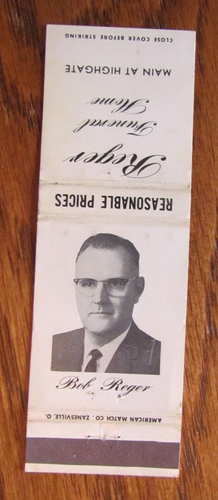 CLOSE COVER BEFORE STRIKING
MAIN AT HIGHGATE
Reger
Funeral
Home
REASONABLE PRICES
Bob Reger
AMERICAN MATCH CO. ZANESVILLE, O.